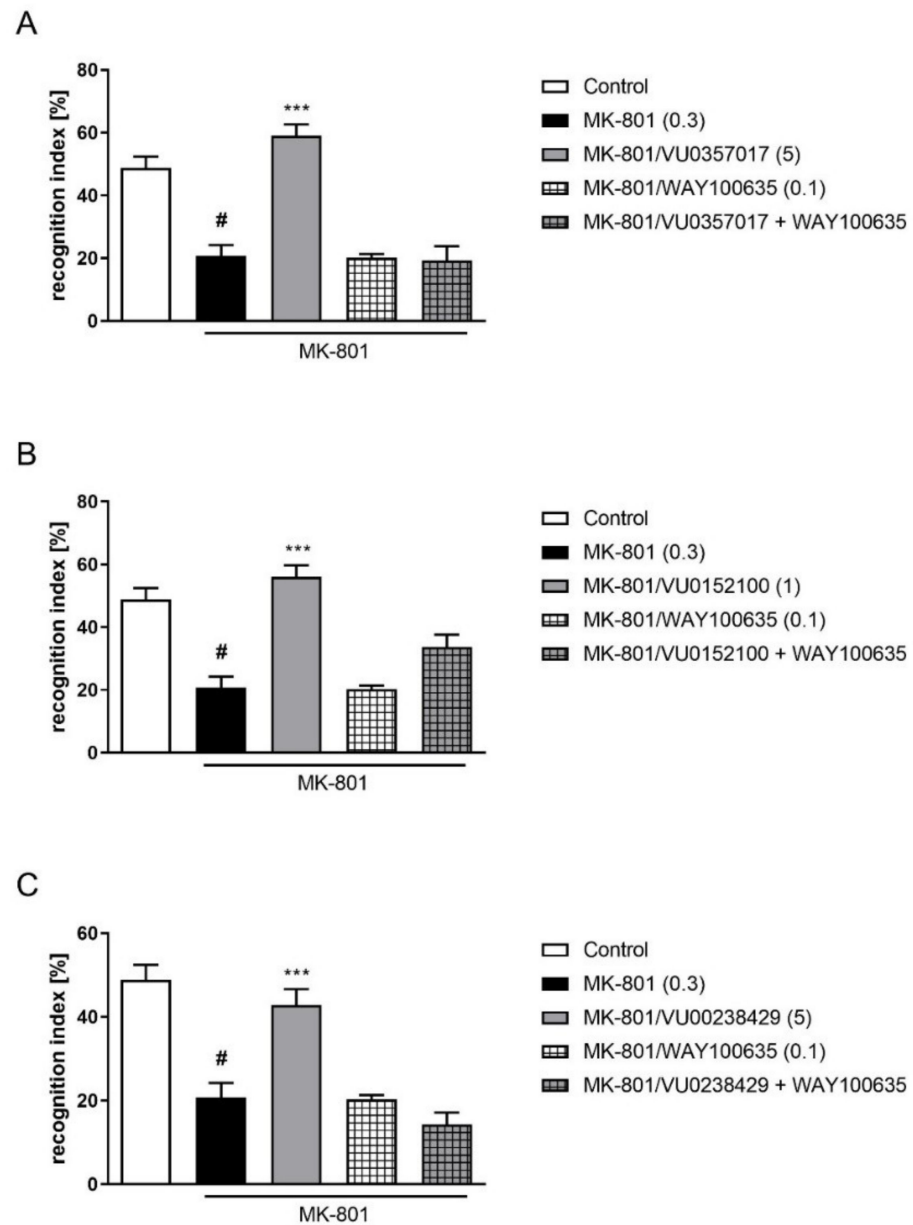 A
recognition index [%]
80
60
40
20
0
#
***
MK-801
Control
MK-801 (0.3)
MK-801/VU0357017 (5)
MK-801/WAY100635 (0.1)
MK-801/VU0357017 + WAY100635
B
recognition index [%]
80
60
40
20
0
#
***
MK-801
Control
MK-801 (0.3)
MK-801/VU0152100 (1)
MK-801/WAY100635 (0.1)
MK-801/VU0152100 + WAY100635
C
recognition index [%]
60
40
20
0
#
***
MK-801
Control
MK-801 (0.3)
MK-801/VU00238429 (5)
MK-801/WAY100635 (0.1)
MK-801/VU0238429 + WAY100635